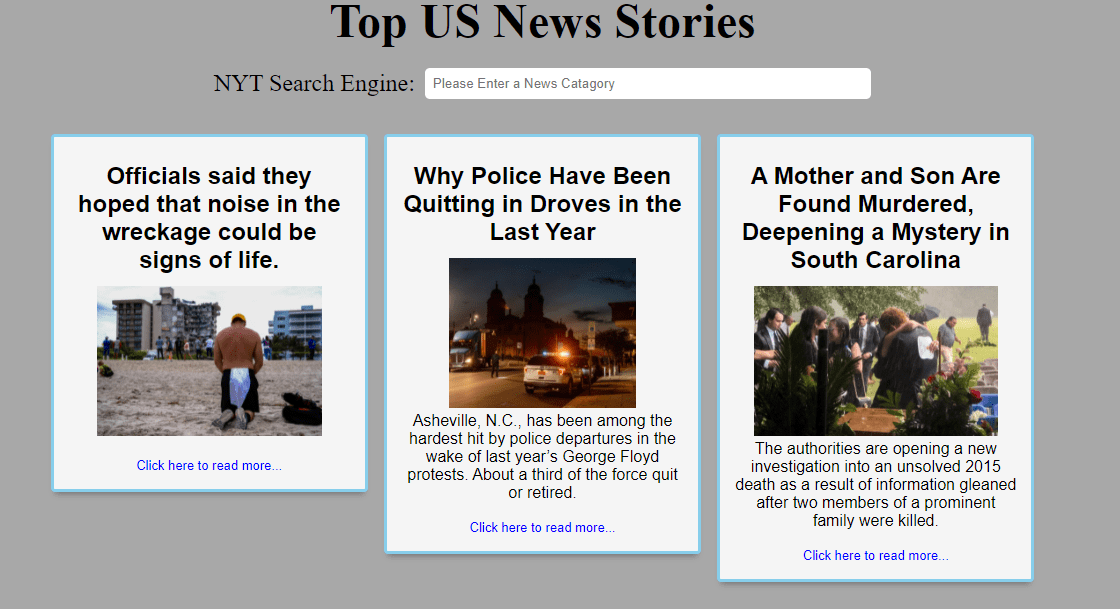 Top US News Stories
NYT Search Engine:
Please Enter a News Catagory
Officials said they
hoped that noise in the
wreckage could be
signs of life.
Click here to read more...
Why Police Have Been
Quitting in Droves in the
Last Year
Asheville, N.C., has been among the
hardest hit by police departures in the
wake of last year’s George Floyd
protests. About a third of the force quit
or retired.
Click here to read more...
A Mother and Son Are
Found Murdered,
Deepening a Mystery in
South Carolina
The authorities are opening a new
investigation into an unsolved 2015
death as a result of information gleaned
after two members of a prominent
family were killed.
Click here to read more...